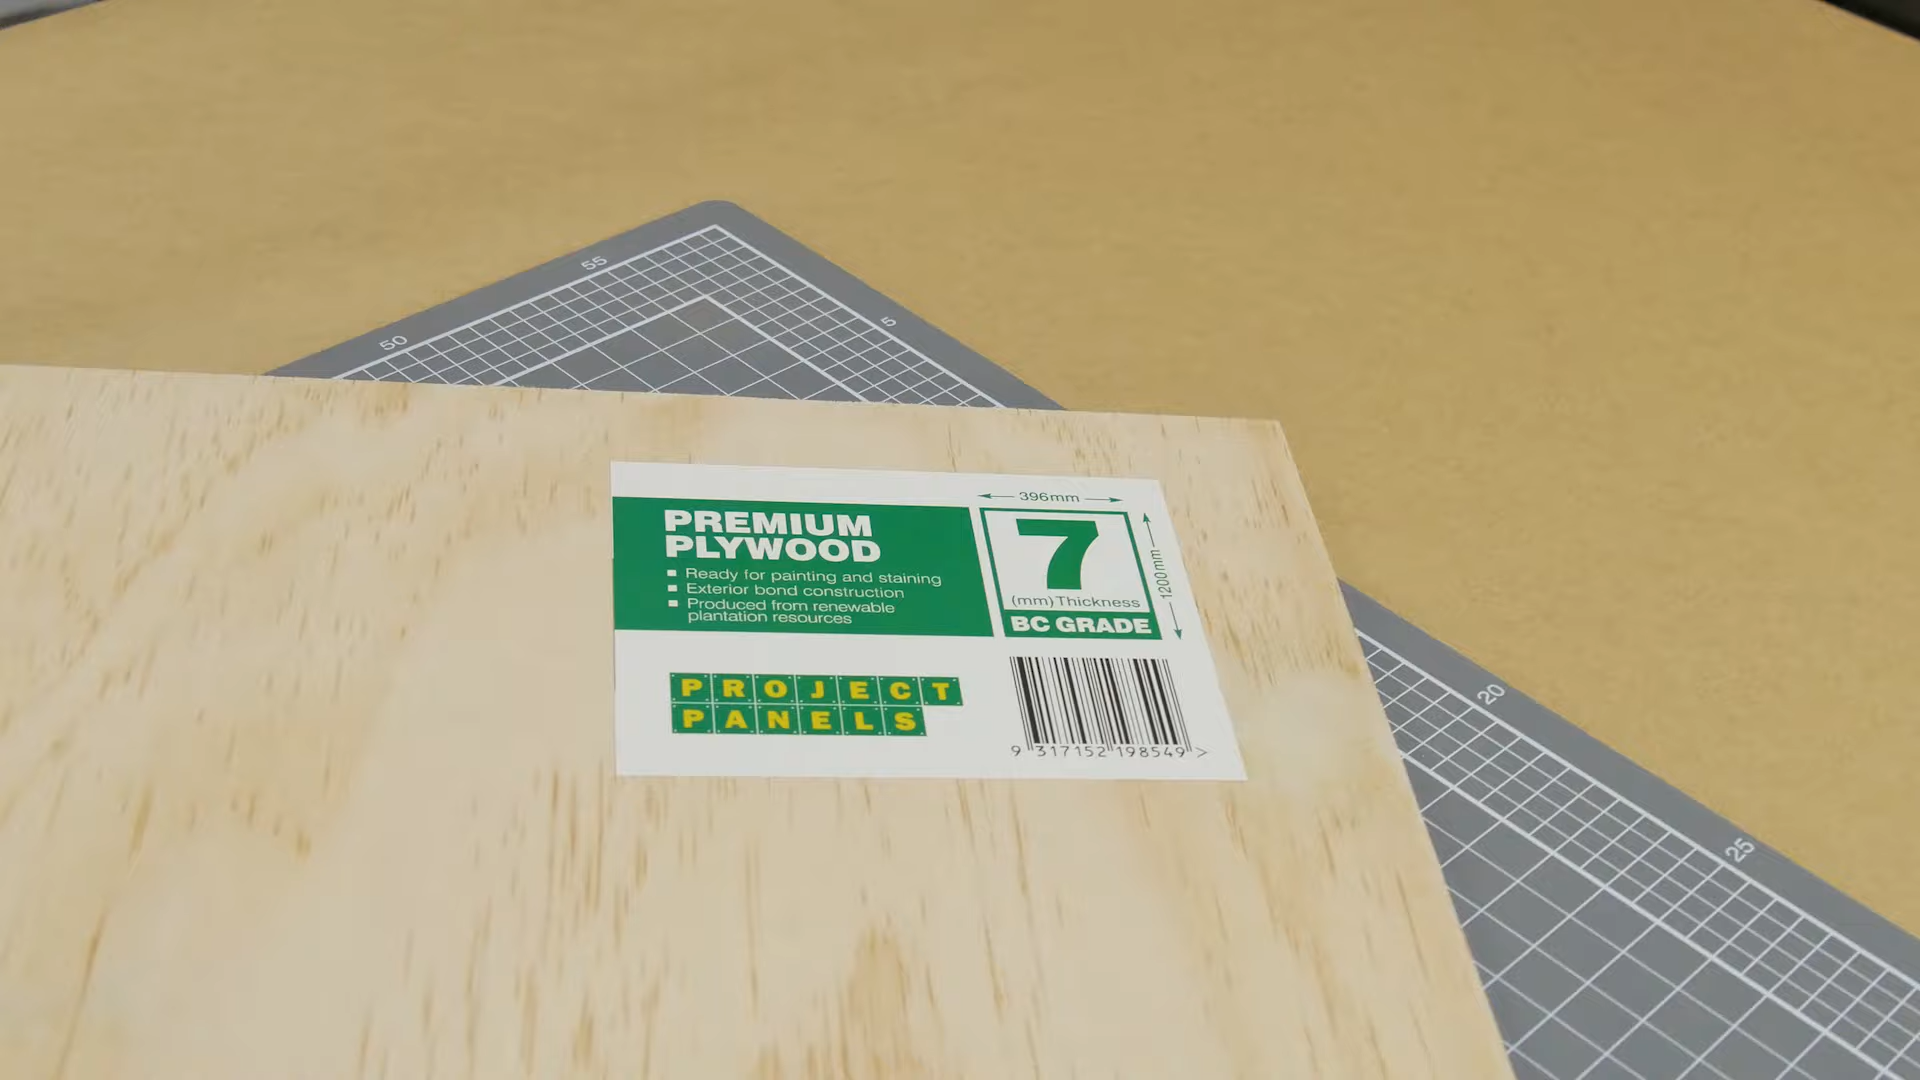 55
50
5
396mm
PREMIUM
PLYWOOD
Ready for painting and staining
Exterior bond construction
Produced from renewable
plantation resources
7
(mm) Thickness
BC GRADE
1200mm
PROJECT
PANELS
9 317152 198549 >
20
25